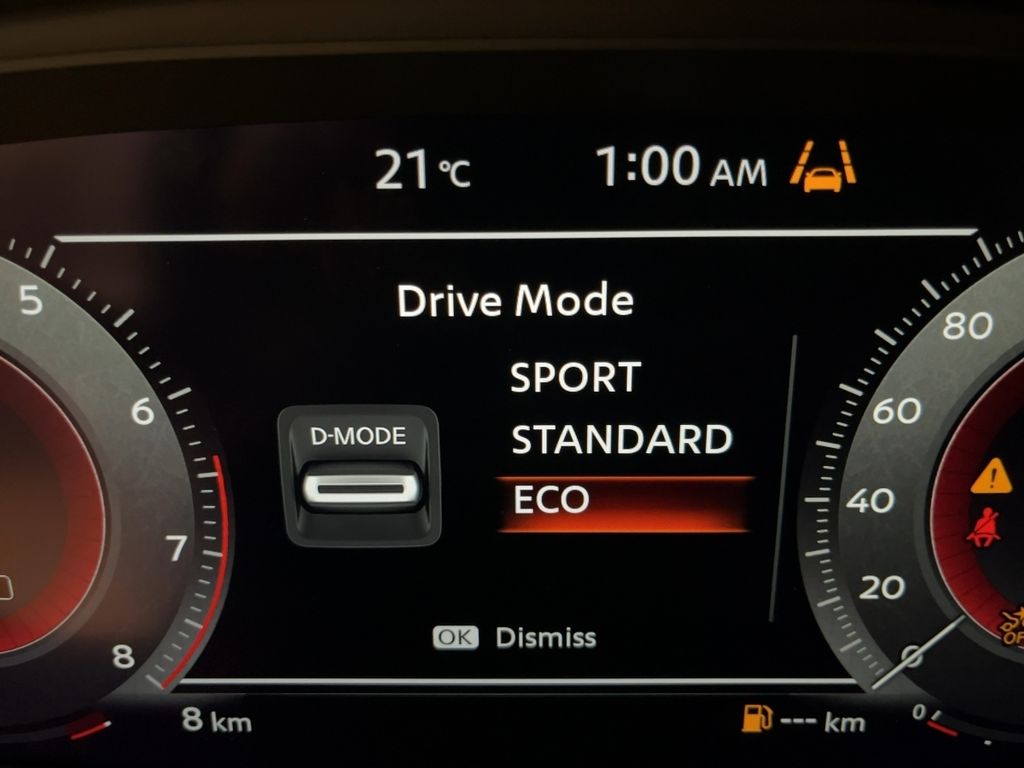 21 °C 1:00 AM
Drive Mode
SPORT
STANDARD
ECO
D-MODE
OK Dismiss
5
6
7
8
80
60
40
20
0
8 km
--- km
0